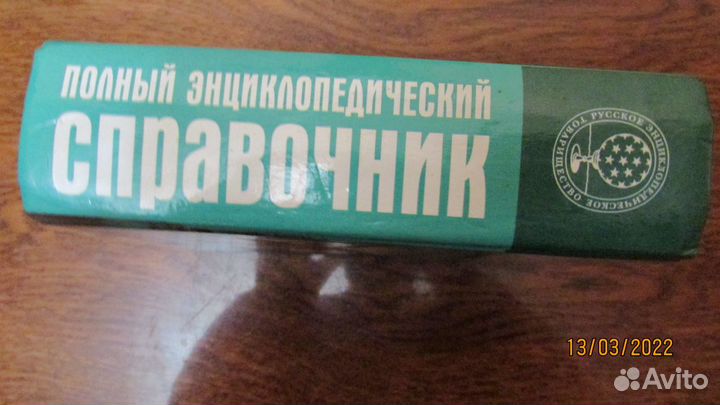 ПОЛНЫЙ ЭНЦИКЛОПЕДИЧЕСКИЙ
СПРАВОЧНИК
РУССКОЕ ЭНЦИКЛОПЕДИЧЕСКОЕ ТОВАРИЩЕСТВО
13/03/2022
Avito